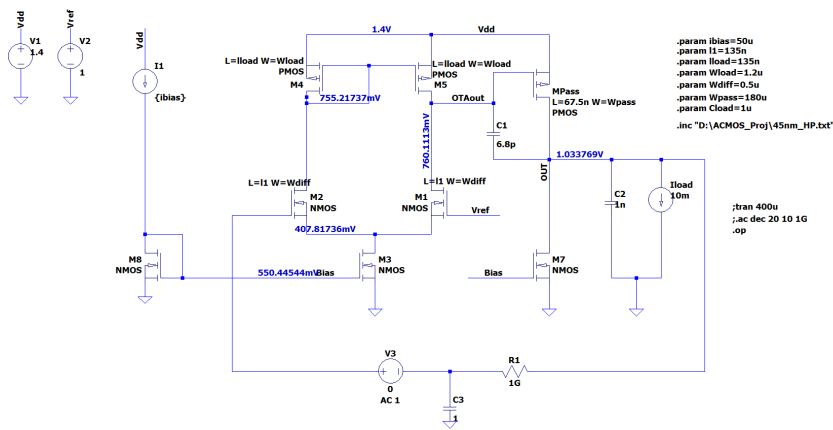 Vdd
V1
1.4
Vref
V2
1
Vdd
I1
{ibias}
1.4V
Vdd
L=lload W=Wload
PMOS
M4
L=lload W=Wload
PMOS
M5
MPass
L=67.5n W=Wpass
PMOS
755.21737mV
OTAout
760.1113mV
C1
6.8p
1.033769V
OUT
L=l1 W=Wdiff
M2
NMOS
L=l1 W=Wdiff
M1
NMOS
Vref
407.81736mV
C2
1n
Iload
10m
M8
NMOS
550.44544mV
Bias
M3
NMOS
Bias
M7
NMOS
V3
0
AC 1
C3
1
R1
1G
.param ibias=50u
.param l1=135n
.param lload=135n
.param Wload=1.2u
.param Wdiff=0.5u
.param Wpass=180u
.param Cload=1u
.inc "D:\ACMOS_Proj\45nm_HP.txt"
;tran 400u
;.ac dec 20 10 1G
.op